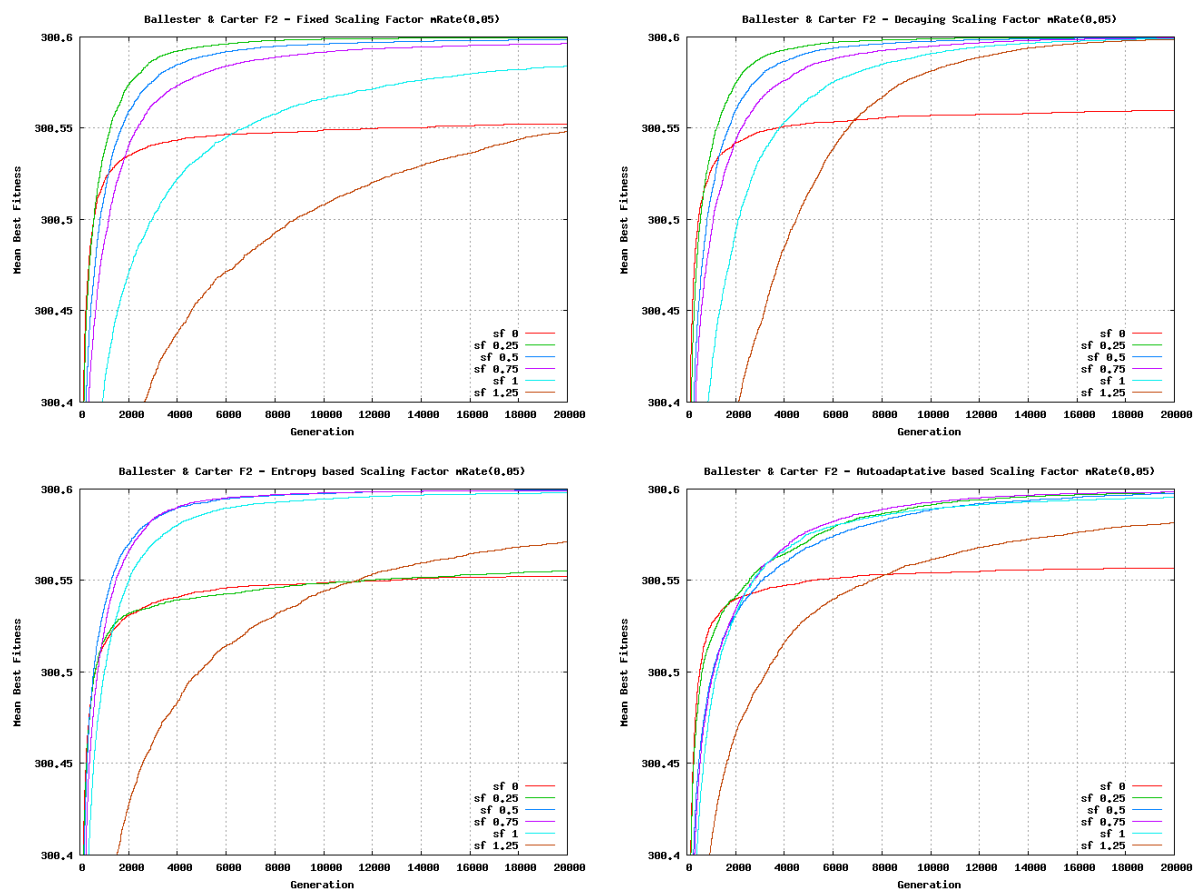 Ballester & Carter F2 - Fixed Scaling Factor mRate(0.05)
300.6
300.55
300.5
300.45
300.4
Mean Best Fitness
sf 0
sf 0.25
sf 0.5
sf 0.75
sf 1
sf 1.25
0 2000 4000 6000 8000 10000 12000 14000 16000 18000 20000
Generation
Ballester & Carter F2 - Decaying Scaling Factor mRate(0.05)
300.6
300.55
300.5
300.45
300.4
Mean Best Fitness
sf 0
sf 0.25
sf 0.5
sf 0.75
sf 1
sf 1.25
0 2000 4000 6000 8000 10000 12000 14000 16000 18000 20000
Generation
Ballester & Carter F2 - Entropy based Scaling Factor mRate(0.05)
300.6
300.55
300.5
300.45
300.4
Mean Best Fitness
sf 0
sf 0.25
sf 0.5
sf 0.75
sf 1
sf 1.25
0 2000 4000 6000 8000 10000 12000 14000 16000 18000 20000
Generation
Ballester & Carter F2 - Autoadaptative based Scaling Factor mRate(0.05)
300.6
300.55
300.5
300.45
300.4
Mean Best Fitness
sf 0
sf 0.25
sf 0.5
sf 0.75
sf 1
sf 1.25
0 2000 4000 6000 8000 10000 12000 14000 16000 18000 20000
Generation